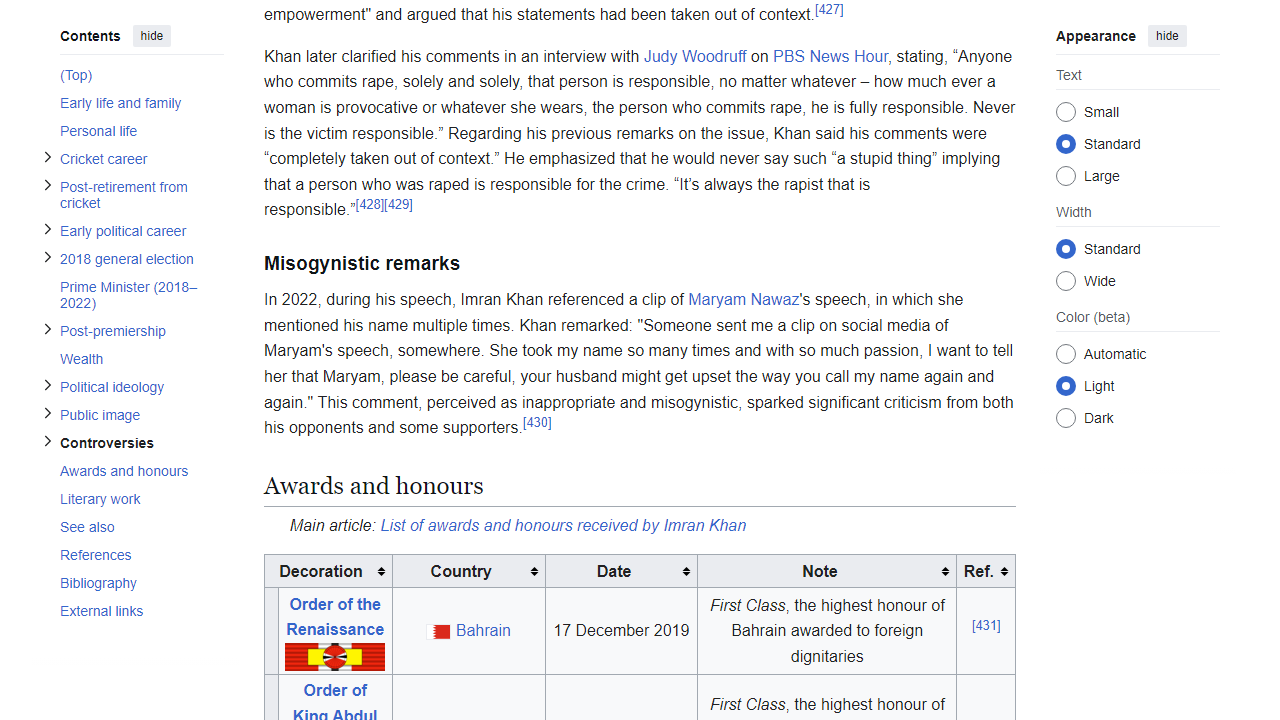 Contents hide
(Top)
Early life and family
Personal life
Cricket career
Post-retirement from
cricket
Early political career
2018 general election
Prime Minister (2018–
2022)
Post-premiership
Wealth
Political ideology
Public image
Controversies
Awards and honours
Literary work
See also
References
Bibliography
External links
empowerment" and argued that his statements had been taken out of context.[427]
Khan later clarified his comments in an interview with Judy Woodruff on PBS News Hour, stating, “Anyone
who commits rape, solely and solely, that person is responsible, no matter whatever – how much ever a
woman is provocative or whatever she wears, the person who commits rape, he is fully responsible. Never
is the victim responsible.” Regarding his previous remarks on the issue, Khan said his comments were
“completely taken out of context.” He emphasized that he would never say such “a stupid thing” implying
that a person who was raped is responsible for the crime. “It’s always the rapist that is
responsible.”[428][429]
Misogynistic remarks
In 2022, during his speech, Imran Khan referenced a clip of Maryam Nawaz's speech, in which she
mentioned his name multiple times. Khan remarked: "Someone sent me a clip on social media of
Maryam's speech, somewhere. She took my name so many times and with so much passion, I want to tell
her that Maryam, please be careful, your husband might get upset the way you call my name again and
again." This comment, perceived as inappropriate and misogynistic, sparked significant criticism from both
his opponents and some supporters.[430]
Awards and honours
Main article: List of awards and honours received by Imran Khan
Decoration Country Date Note Ref.
Order of the
Renaissance
Bahrain
17 December 2019
First Class, the highest honour of
Bahrain awarded to foreign
dignitaries
[431]
Order of
King Abdul
First Class, the highest honour of
Appearance hide
Text
Small
Standard
Large
Width
Standard
Wide
Color (beta)
Automatic
Light
Dark